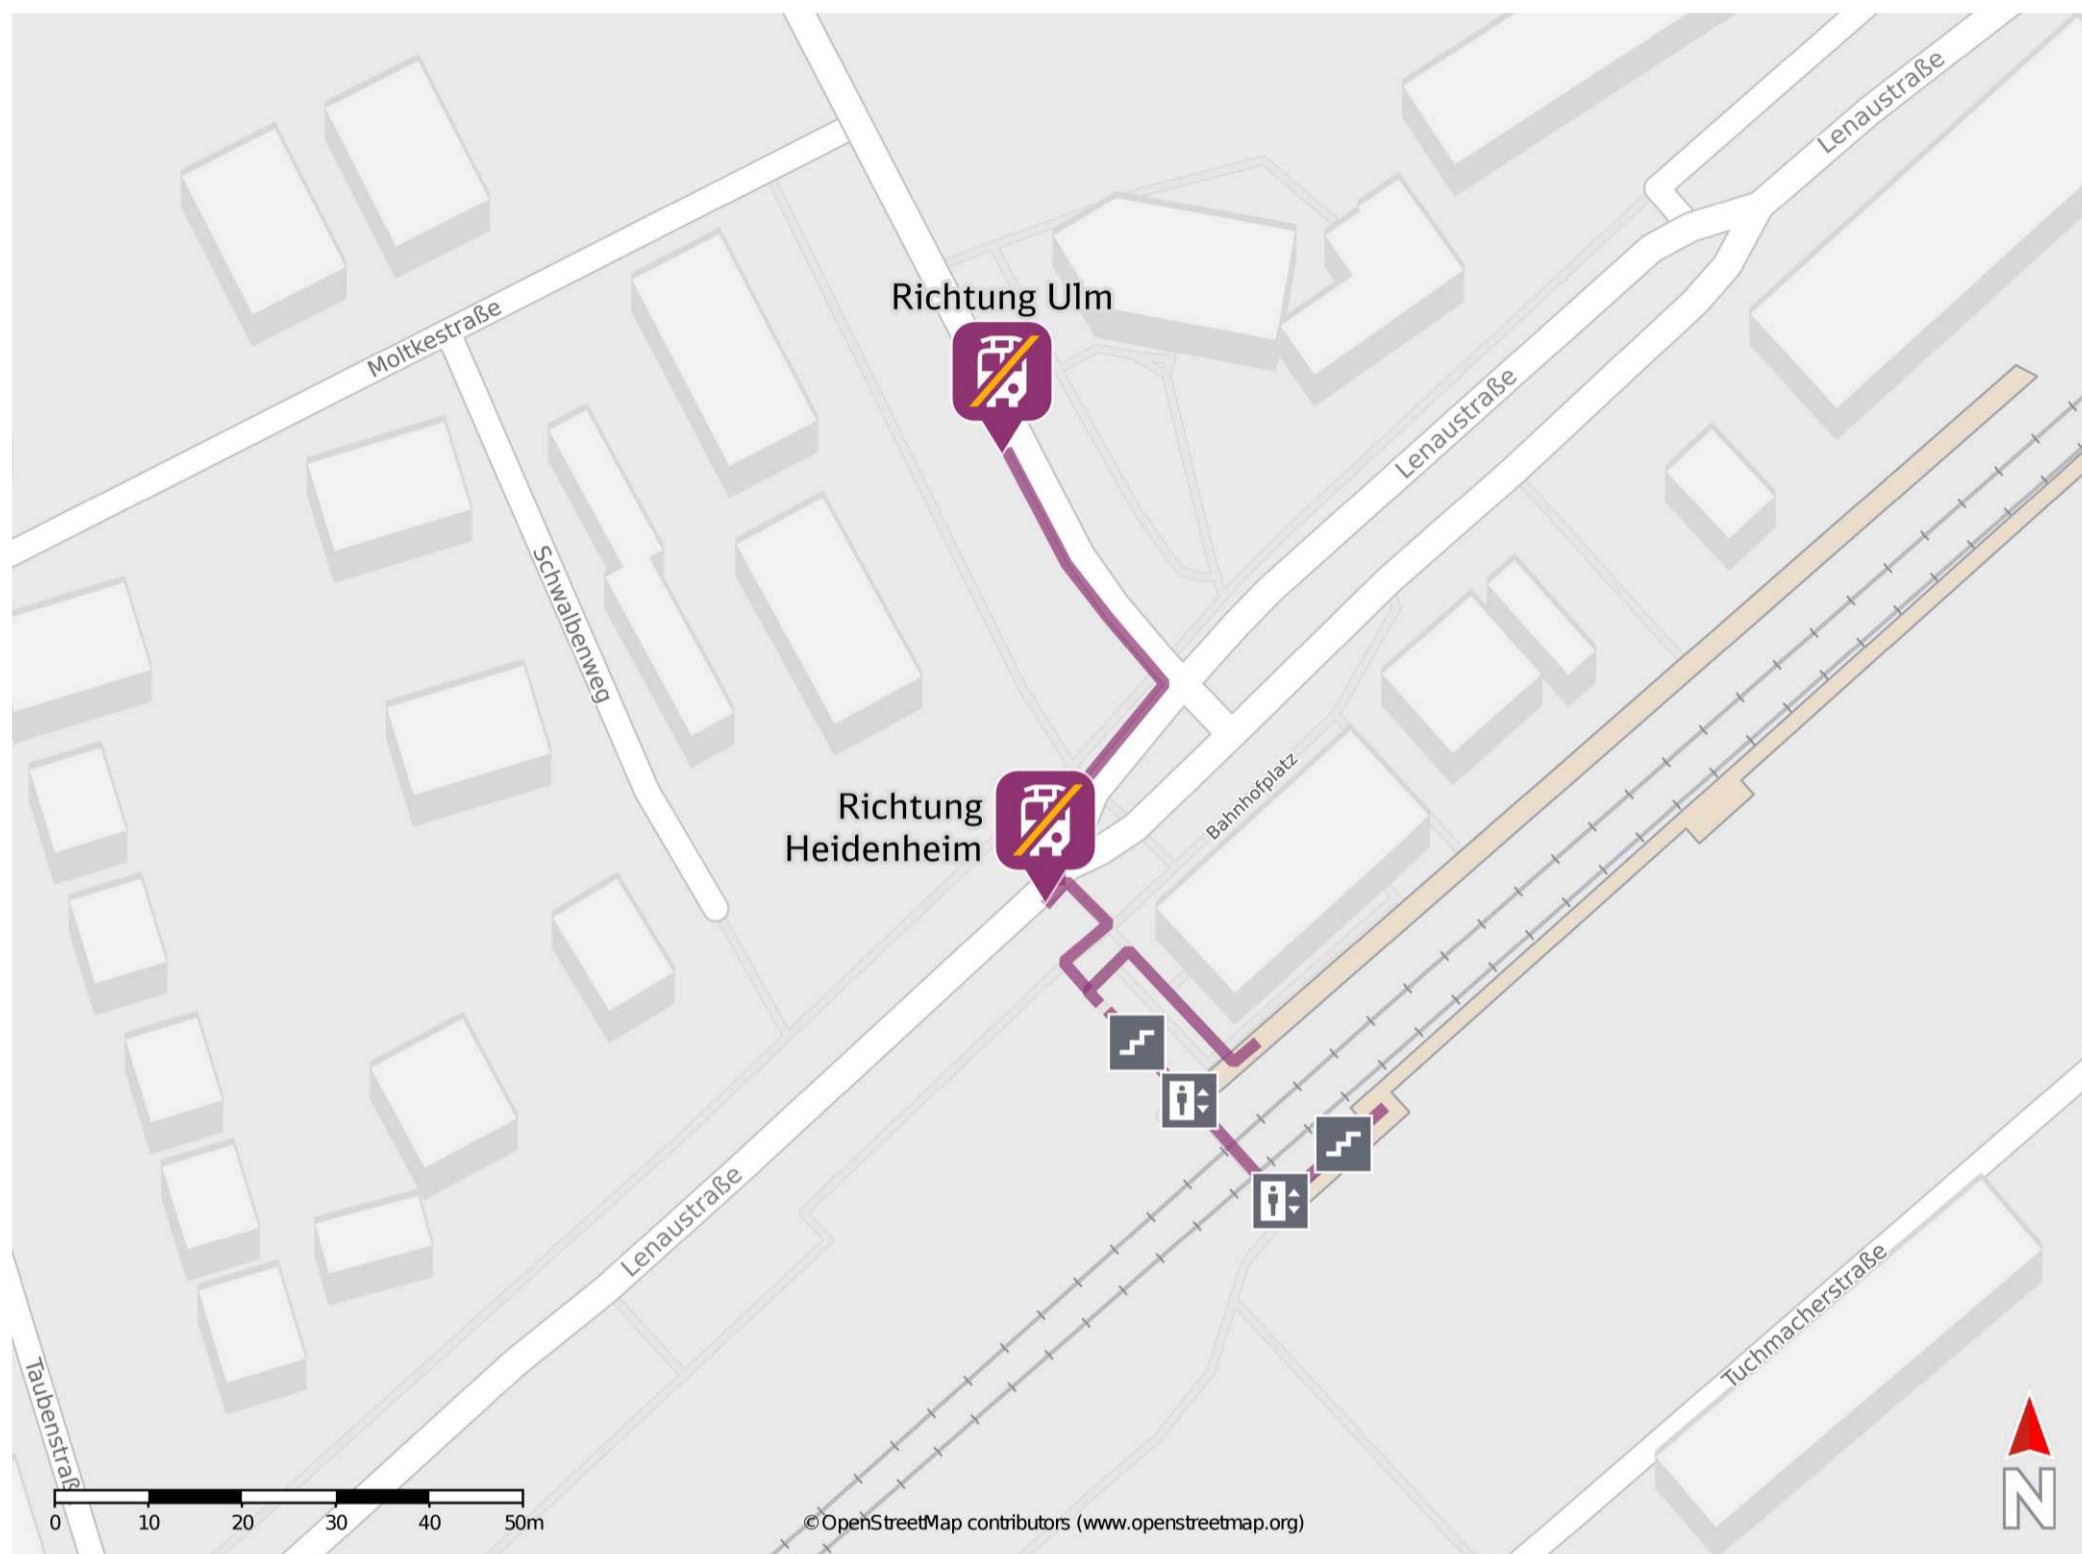 Lenaustraße
Richtung Ulm
Moltkestraße
Lenaustraße
Schwalbenweg
Richtung
Heidenheim
Bahnhofplatz
Lenaustraße
Tuchmacherstraße
Taubenstraß
0 10 20 30 40 50m
© OpenStreetMap contributors (www.openstreetmap.org)
N